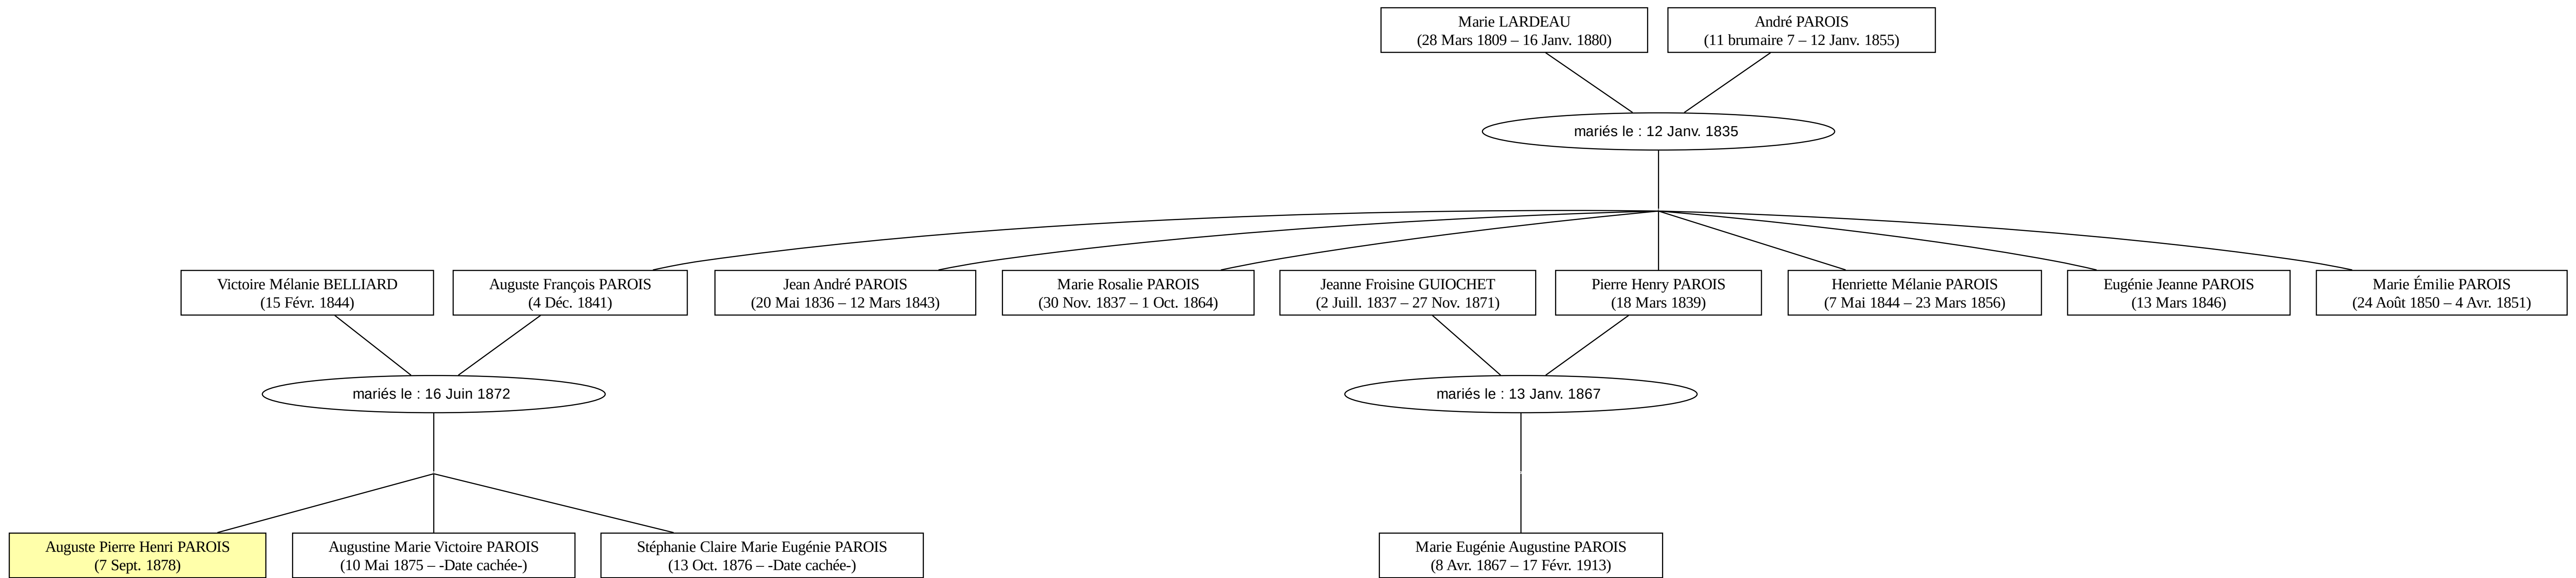 Marie LARDEAU
(28 Mars 1809 – 16 Janv. 1880)
André PAROIS
(11 brumaire 7 – 12 Janv. 1855)
mariés le : 12 Janv. 1835
Victoire Mélanie BELLIARD
(15 Févr. 1844)
Auguste François PAROIS
(4 Déc. 1841)
Jean André PAROIS
(20 Mai 1836 – 12 Mars 1843)
Marie Rosalie PAROIS
(30 Nov. 1837 – 1 Oct. 1864)
Jeanne Froisine GUIOCHET
(2 Juill. 1837 – 27 Nov. 1871)
Pierre Henry PAROIS
(18 Mars 1839)
Henriette Mélanie PAROIS
(7 Mai 1844 – 23 Mars 1856)
Eugénie Jeanne PAROIS
(13 Mars 1846)
Marie Émilie PAROIS
(24 Août 1850 – 4 Avr. 1851)
mariés le : 16 Juin 1872
mariés le : 13 Janv. 1867
Auguste Pierre Henri PAROIS
(7 Sept. 1878)
Augustine Marie Victoire PAROIS
(10 Mai 1875 – -Date cachée-)
Stéphanie Claire Marie Eugénie PAROIS
(13 Oct. 1876 – -Date cachée-)
Marie Eugénie Augustine PAROIS
(8 Avr. 1867 – 17 Févr. 1913)